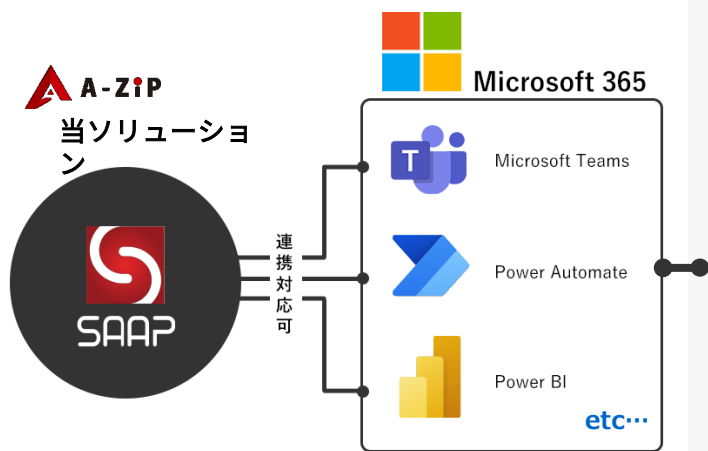 A-ZiP
当ソリューショ
ン
SAAP
連携対応可
Microsoft 365
T
Microsoft Teams
Power Automate
Power BI
etc…